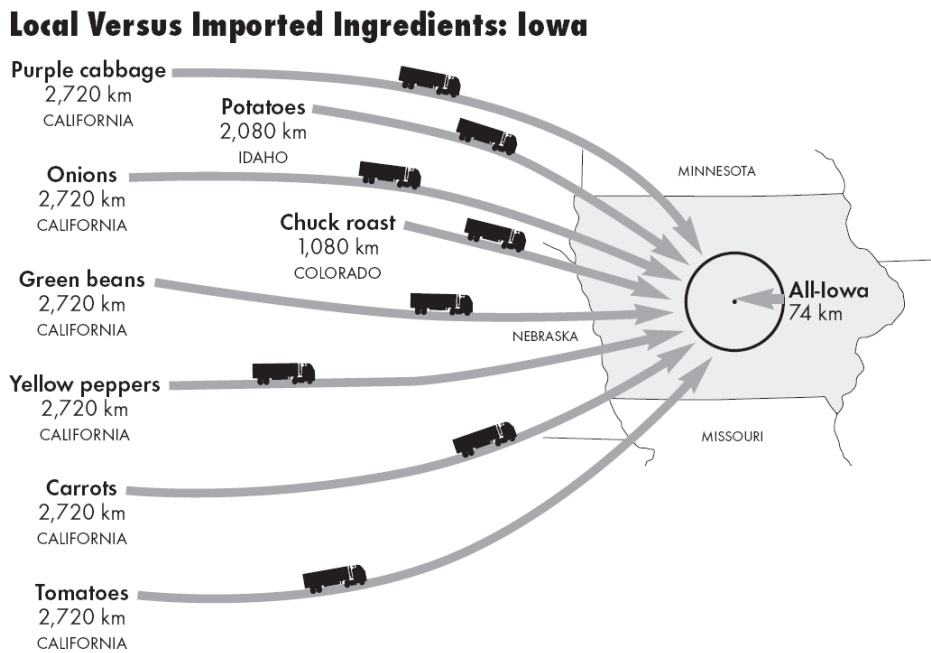 Local Versus Imported Ingredients: Iowa
Purple cabbage
2,720 km
CALIFORNIA
Potatoes
2,080 km
IDAHO
Onions
2,720 km
CALIFORNIA
Chuck roast
1,080 km
COLORADO
Green beans
2,720 km
CALIFORNIA
Yellow peppers
2,720 km
CALIFORNIA
Carrots
2,720 km
CALIFORNIA
Tomatoes
2,720 km
CALIFORNIA
MINNESOTA
All-Iowa
74 km
NEBRASKA
MISSOURI